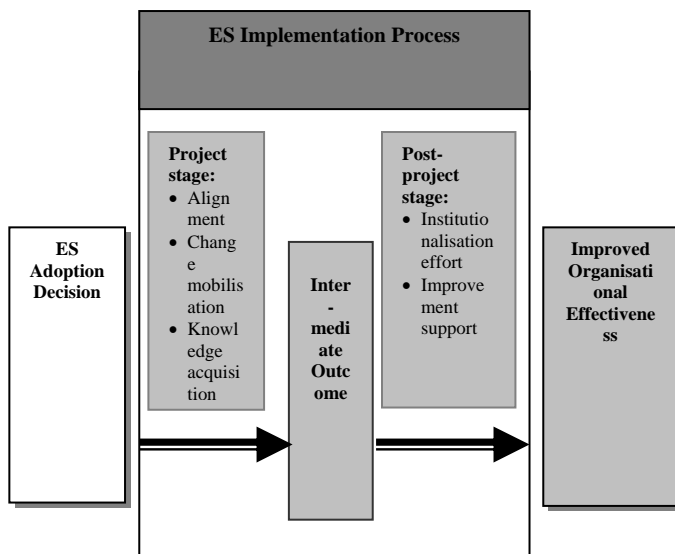 ES Implementation Process
Project
stage:
• Align
ment
• Chang
e
mobilis
ation
• Knowl
edge
acquisi
tion
Post-
project
stage:
• Institutio
nalisation
effort
• Improve
ment
support
ES
Adoption
Decision
Inter
-
medi
ate
Outc
ome
Improved
Organisati
onal
Effectivene
ss